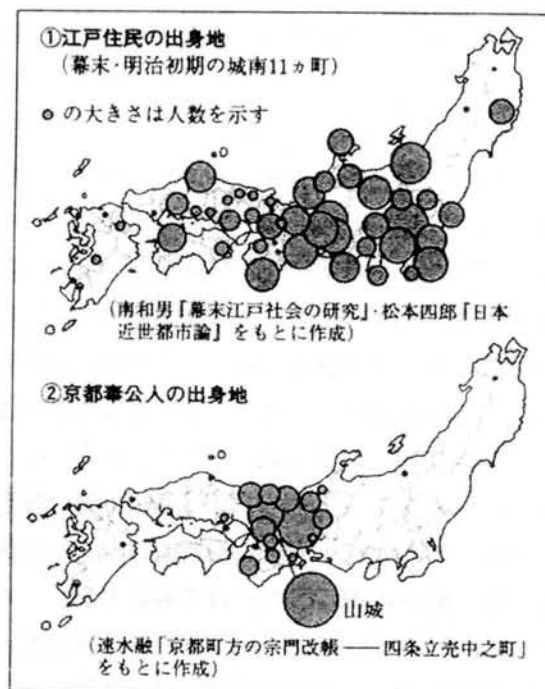 ①江戸住民の出身地
(幕末・明治初期の城南11ヵ町)
の大きさは人数を示す
(南和男『幕末江戸社会の研究』・松本四郎『日本
近世都市論』をもとに作成)
②京都奉公人の出身地
山城
(速水融「京都町方の宗門改帳――四条立売中之町」
をもとに作成)